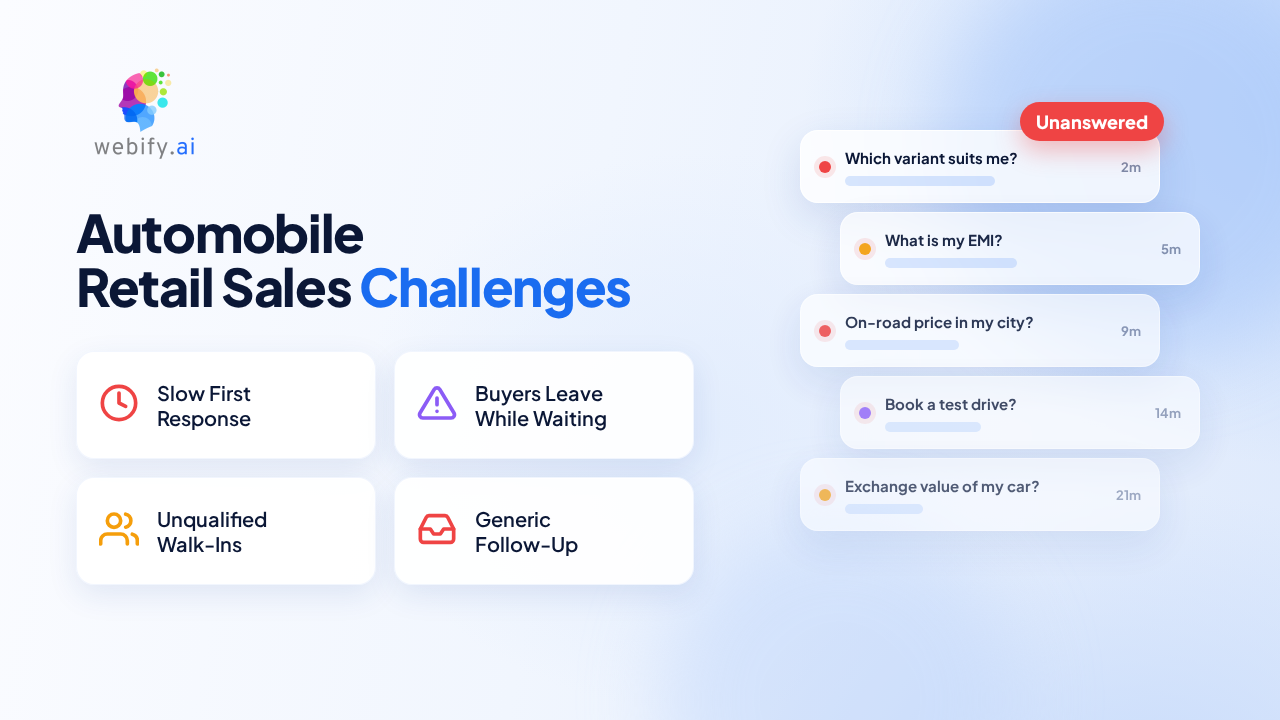 webify.ai
Automobile
Retail Sales Challenges
Slow First
Response
Buyers Leave
While Waiting
Unqualified
Walk-Ins
Generic
Follow-Up
Unanswered
Which variant suits me?
2m
What is my EMI?
5m
On-road price in my city?
9m
Book a test drive?
14m
Exchange value of my car?
21m